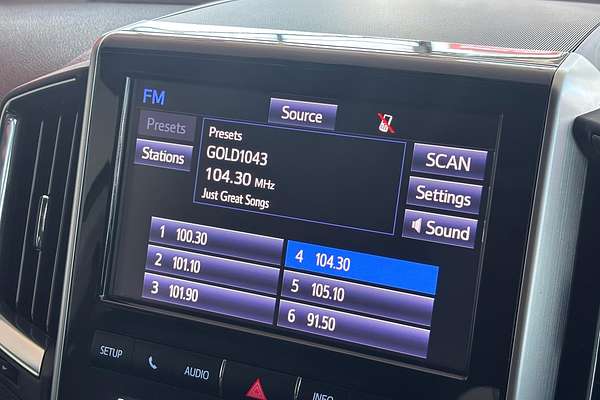 FM
Source
Presets
Stations
Presets
GOLD1043
104.30 MHz
Just Great Songs
SCAN
Settings
Sound
1 100.30
2 101.10
3 101.90
4 104.30
5 105.10
6 91.50
SETUP
AUDIO
INFO